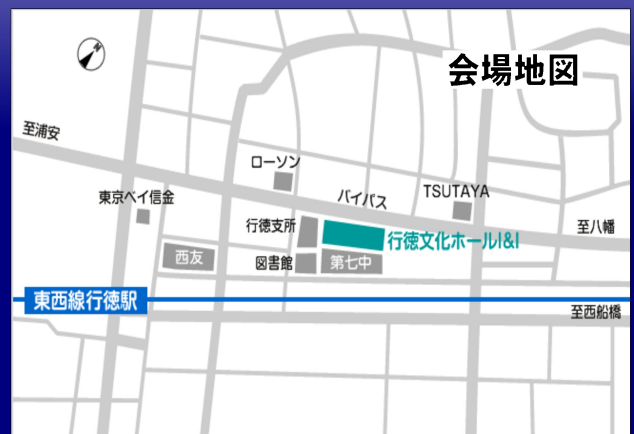 N
会場地図
至浦安
ローソン
東京ベイ信金
バイパス
TSUTAYA
行徳支所
至八幡
行徳文化ホールI&I
西友
図書館
第七中
東西線行徳駅
至西船橋